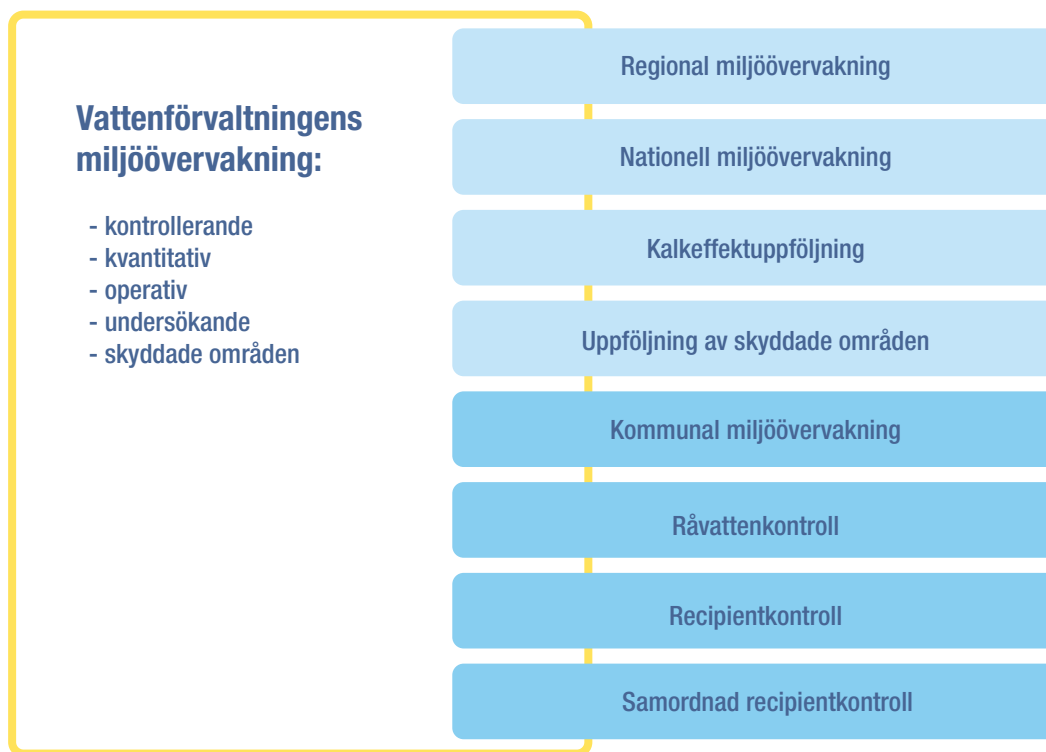 Vattenförvaltningens
miljöövervakning:
- kontrollerande
- kvantitativ
- operativ
- undersökande
- skyddade områden
Regional miljöövervakning
Nationell miljöövervakning
Kalkeffektuppföljning
Uppföljning av skyddade områden
Kommunal miljöövervakning
Råvattenkontroll
Recipientkontroll
Samordnad recipientkontroll